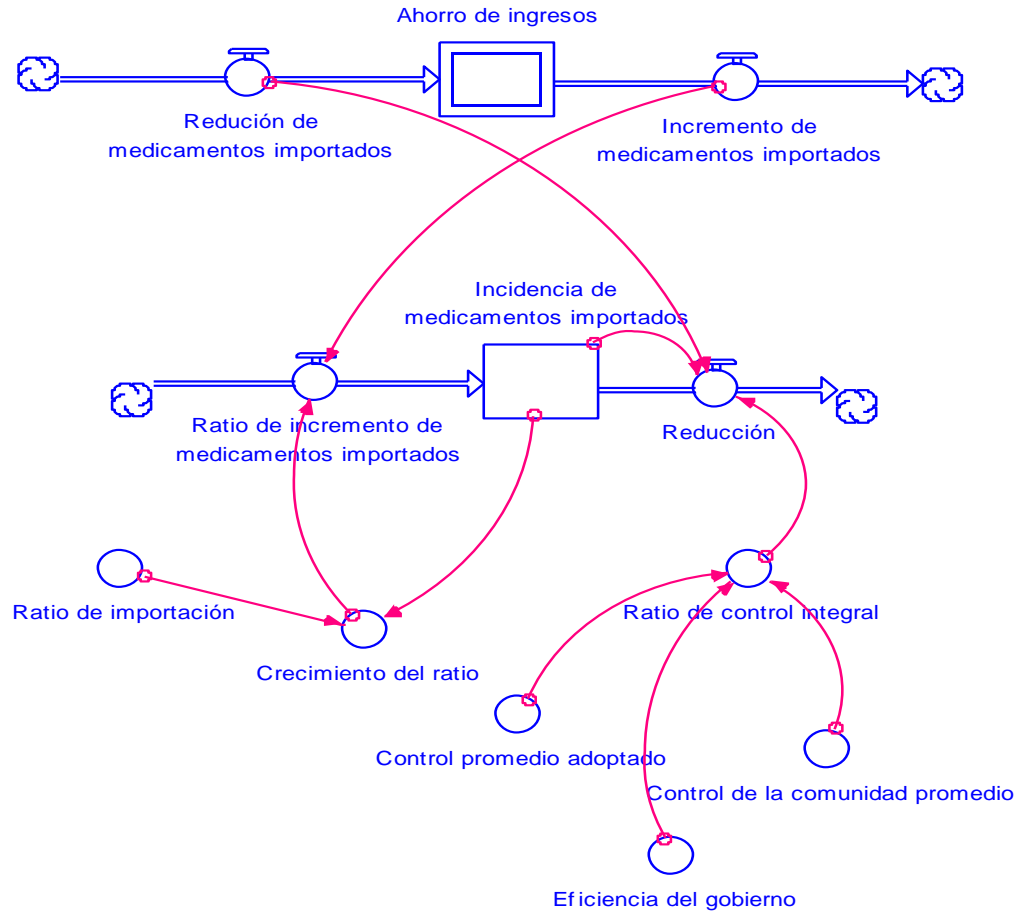 Ahorro de ingresos
Redución de
medicamentos importados
Incremento de
medicamentos importados
Incidencia de
medicamentos importados
Ratio de incremento de
medicamentos importados
Reducción
Ratio de importación
Ratio de control integral
Crecimiento del ratio
Control promedio adoptado
Control de la comunidad promedio
Eficiencia del gobierno